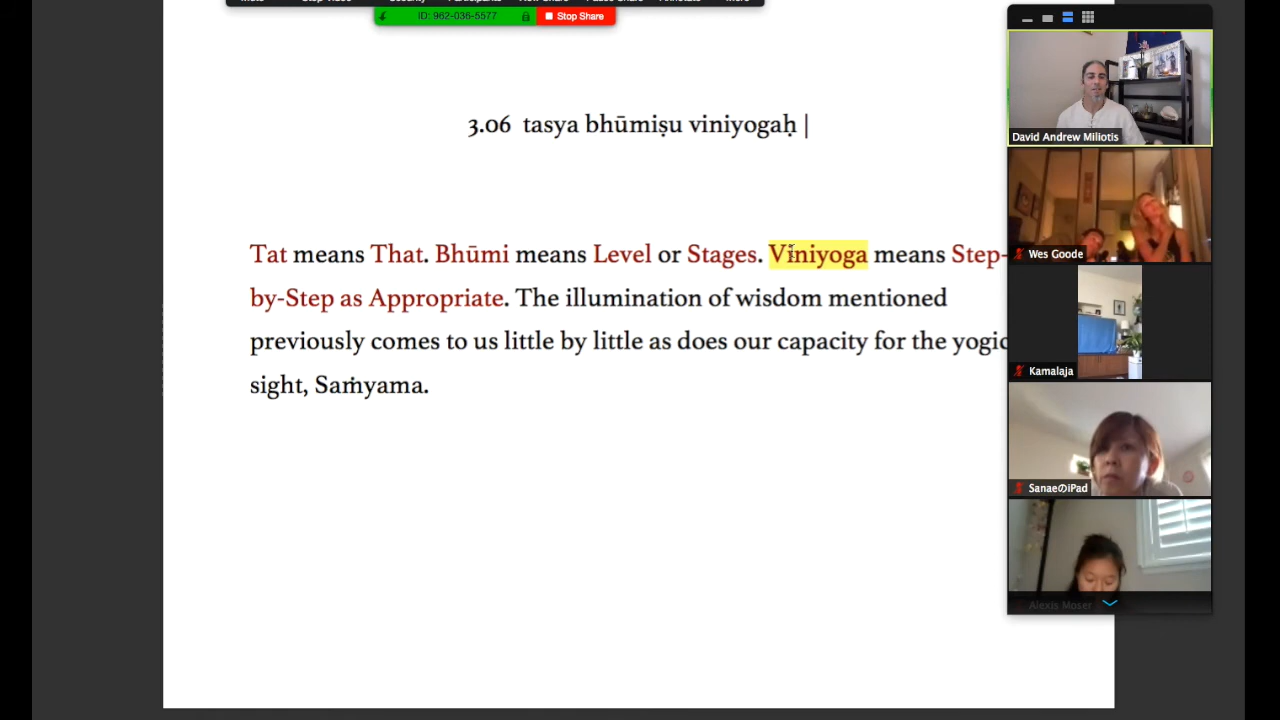 ID: 962-036-5577
Stop Share
3.06 tasya bhūmiṣu viniyogaḥ |
Tat means That. Bhūmi means Level or Stages. Viniyoga means Step-
by-Step as Appropriate. The illumination of wisdom mentioned
previously comes to us little by little as does our capacity for the yogic
sight, Saṁyama.
David Andrew Miliotis
Wes Goode
Kamalaja
SanaeのiPad
Alexis Moser